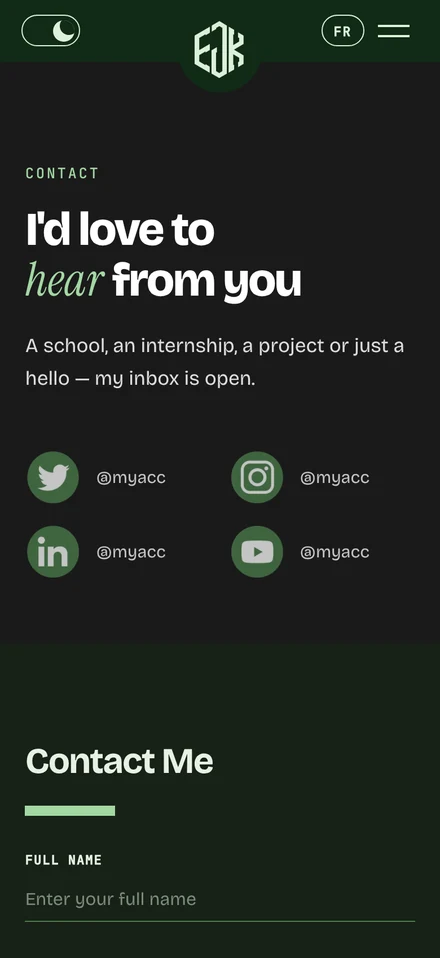 EJK
FR
CONTACT
I'd love to
hear from you
A school, an internship, a project or just a
hello — my inbox is open.
@myacc
@myacc
in
@myacc
@myacc
Contact Me
FULL NAME
Enter your full name